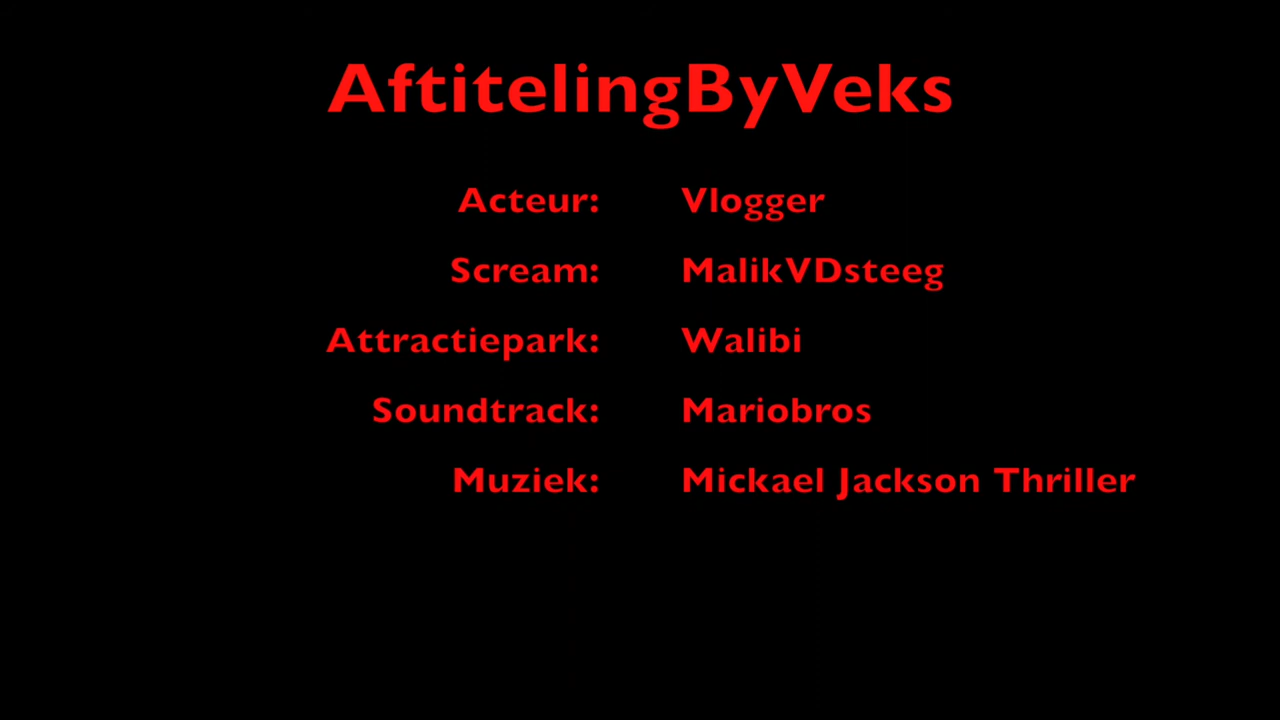 AftitelingByVeks
Acteur: Vlogger
Scream: MalikVDsteeg
Attractiepark: Walibi
Soundtrack: Mariobros
Muziek: Mickael Jackson Thriller